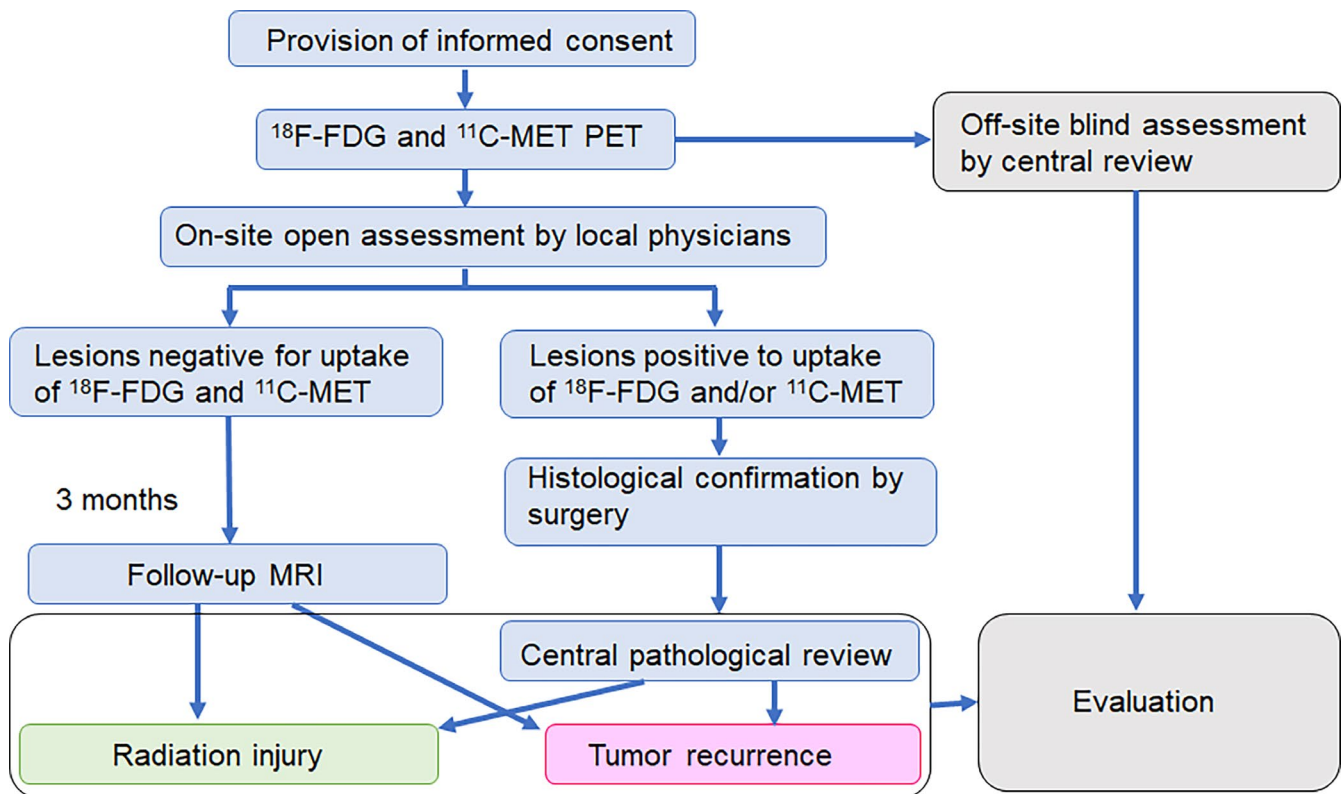 Provision of informed consent
¹⁸F-FDG and ¹¹C-MET PET
Off-site blind assessment
by central review
On-site open assessment by local physicians
Lesions negative for uptake
of ¹⁸F-FDG and ¹¹C-MET
Lesions positive to uptake
of ¹⁸F-FDG and/or ¹¹C-MET
3 months
Histological confirmation by
surgery
Follow-up MRI
Central pathological review
Evaluation
Radiation injury
Tumor recurrence